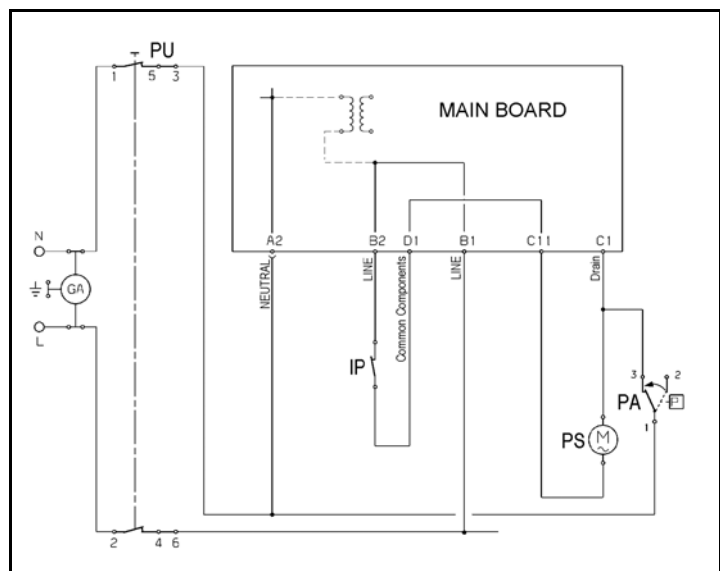 PU
1 5 3
MAIN BOARD
N
GA
L
A2 B2 D1 B1 C11 C1
NEUTRAL
LINE
Common Components
LINE
Drain
IP
3 2
PA
P
1
PS
M
~
2 4 6